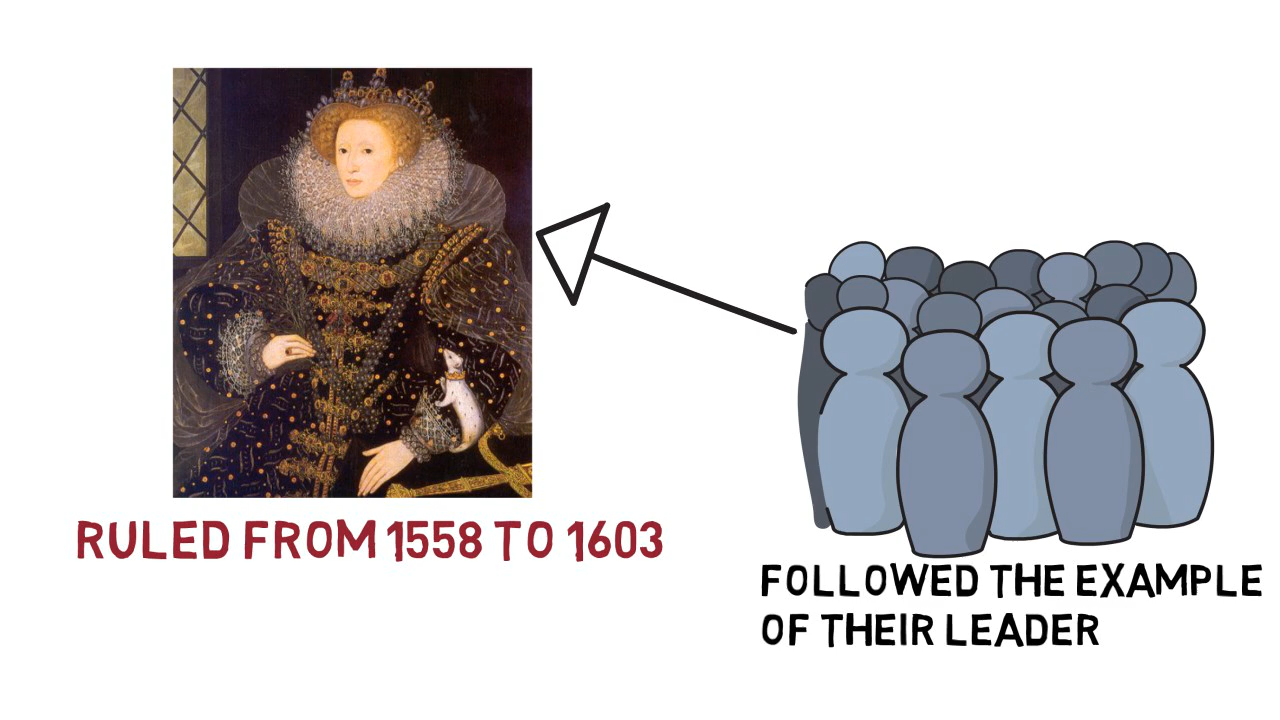 RULED FROM 1558 TO 1603
FOLLOWED THE EXAMPLE
OF THEIR LEADER